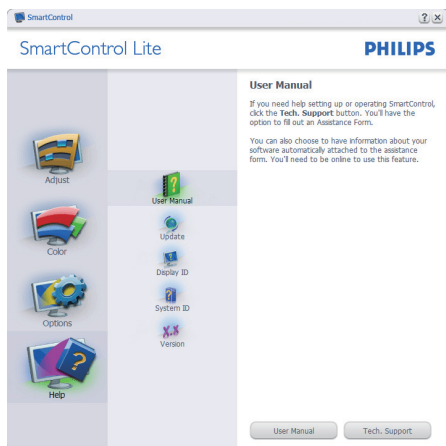 SmartControl
SmartControl Lite
PHILIPS
Adjust
Color
Options
Help
User Manual
Update
Display ID
System ID
X.x
Version
User Manual
If you need help setting up or operating SmartControl,
click the Tech. Support button. You'll have the
option to fill out an Assistance Form.
You can also choose to have information about your
software automatically attached to the assistance
form. You'll need to be online to use this feature.
User Manual
Tech. Support